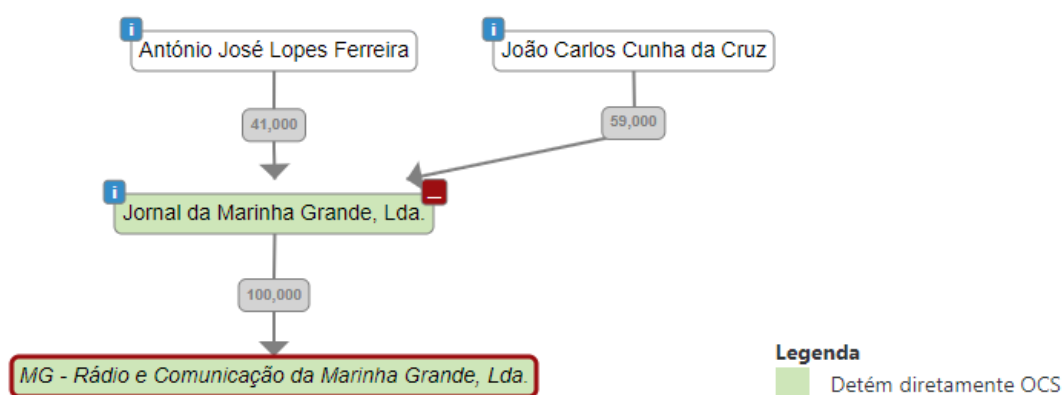 i
i
António José Lopes Ferreira
João Carlos Cunha da Cruz
41,000
59,000
i
Jornal da Marinha Grande, Lda.
100,000
MG - Rádio e Comunicação da Marinha Grande, Lda.
Legenda
Detém diretamente OCS